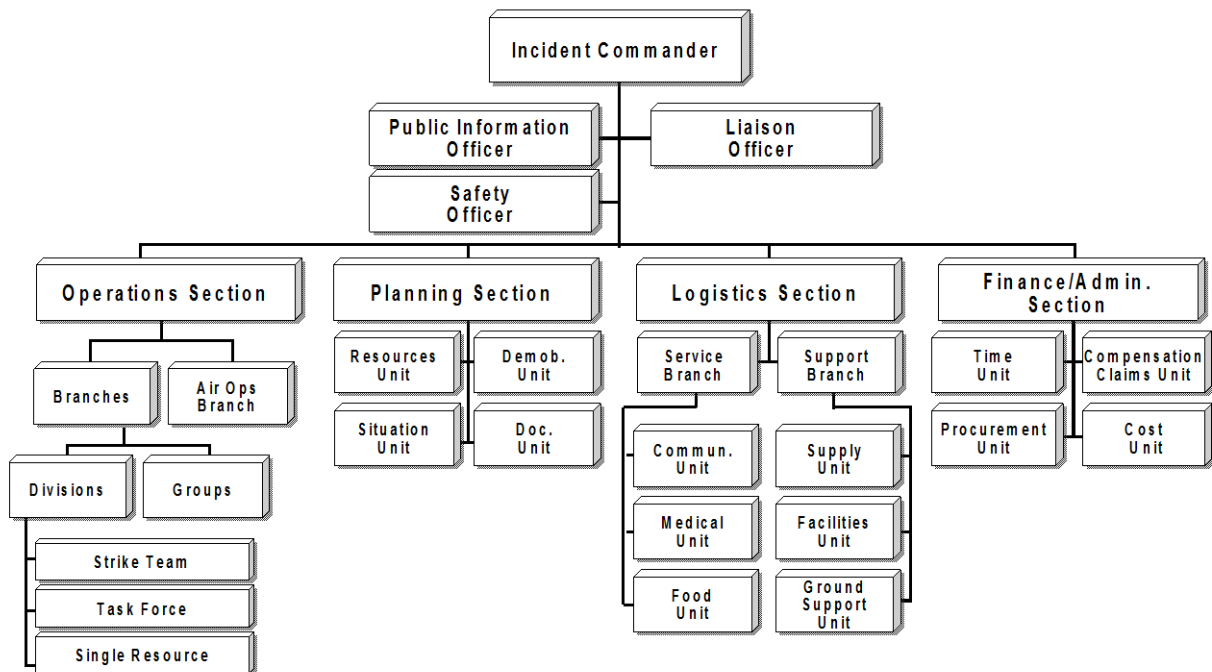 Incident Commander
Public Information
Officer
Liaison
Officer
Safety
Officer
Operations Section
Planning Section
Logistics Section
Finance/Admin.
Section
Branches
Air Ops
Branch
Resources
Unit
Demob.
Unit
Service
Branch
Support
Branch
Time
Unit
Compensation
Claims Unit
Situation
Unit
Doc.
Unit
Procurement
Unit
Cost
Unit
Divisions
Groups
Commun.
Unit
Supply
Unit
Medical
Unit
Facilities
Unit
Food
Unit
Ground
Support
Unit
Strike Team
Task Force
Single Resource